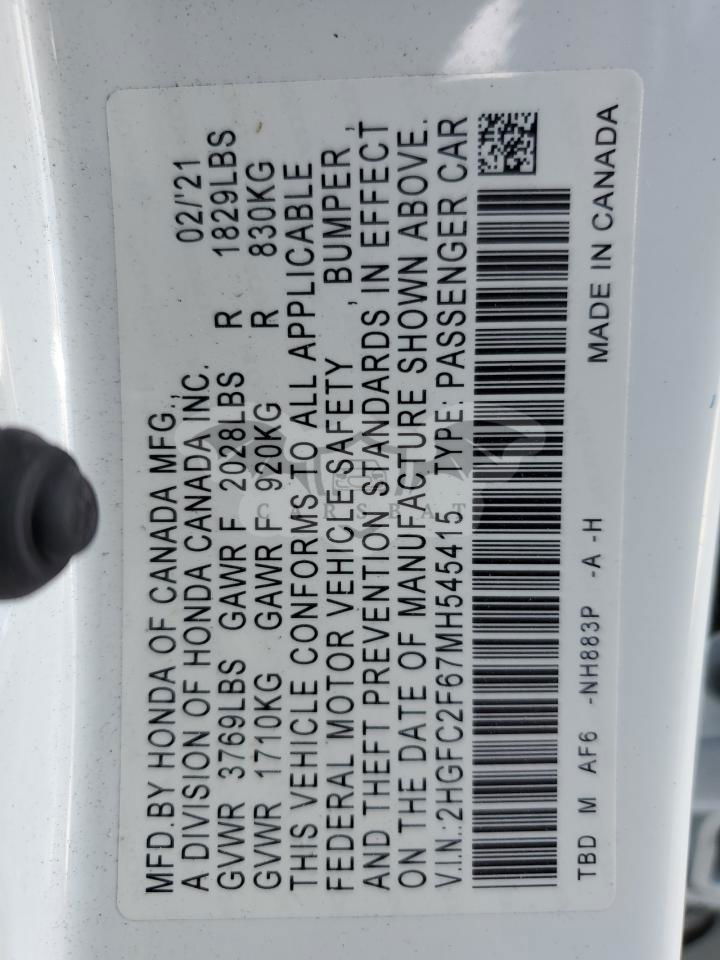 MFD.BY HONDA OF CANADA MFG.,
02/'21
A DIVISION OF HONDA CANADA INC.
GVWR 3769LBS GAWR F 2028LBS R 1829LBS
GVWR 1710KG GAWR F 920KG R 830KG
THIS VEHICLE CONFORMS TO ALL APPLICABLE
FEDERAL MOTOR VEHICLE SAFETY , BUMPER ,
AND THEFT PREVENTION STANDARDS IN EFFECT
ON THE DATE OF MANUFACTURE SHOWN ABOVE.
V.I.N.:2HGFC2F67MH545415 TYPE: PASSENGER CAR
TBD M AF6 -NH883P -A -H MADE IN CANADA
CARSBAT